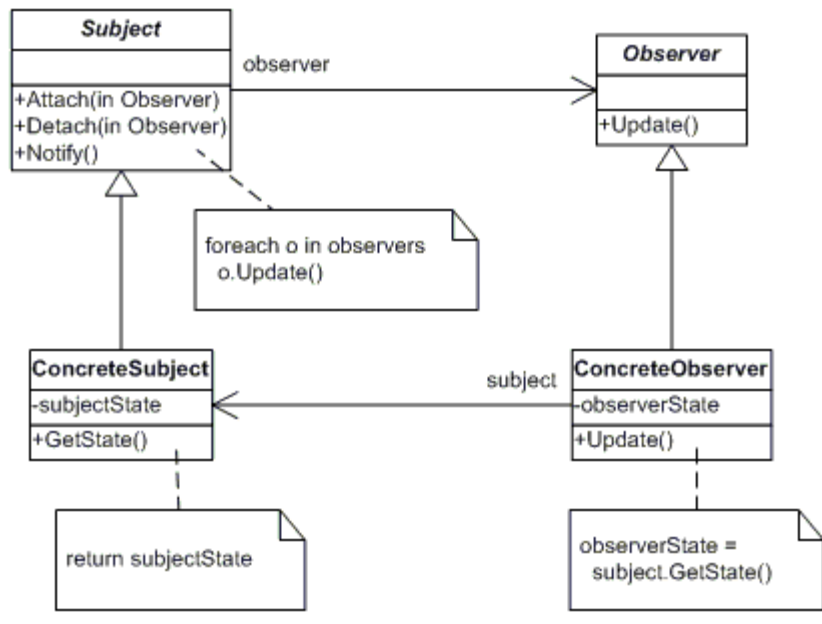 Subject
+Attach(in Observer)
+Detach(in Observer)
+Notify()
observer
Observer
+Update()
foreach o in observers
o.Update()
ConcreteSubject
-subjectState
+GetState()
subject
ConcreteObserver
-observerState
+Update()
return subjectState
observerState =
subject.GetState()